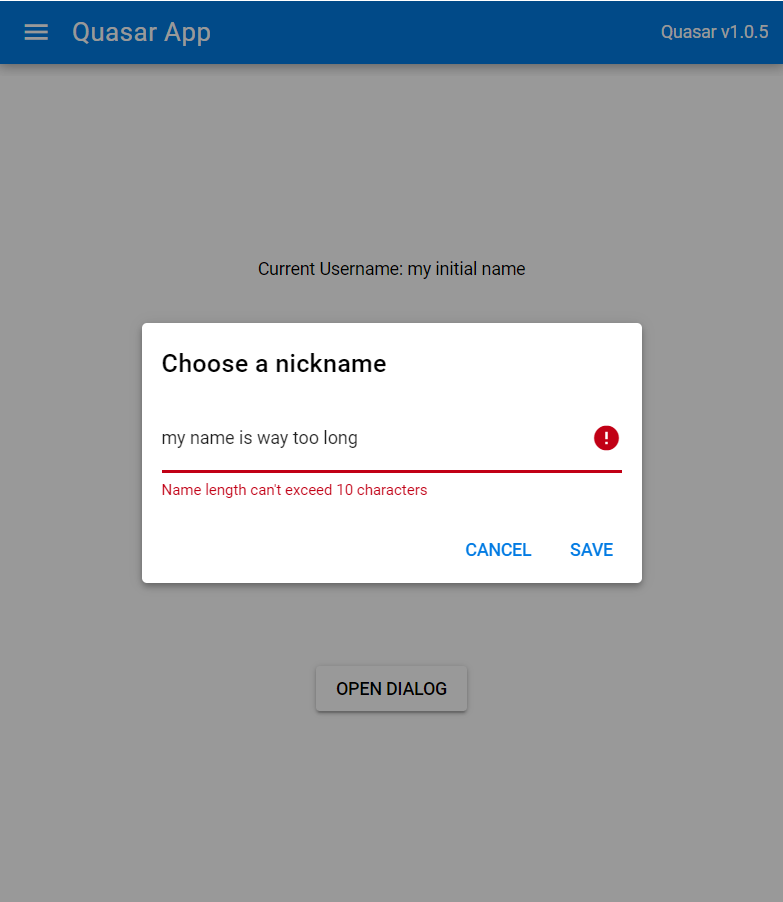 Quasar App
Quasar v1.0.5
Current Username: my initial name
Choose a nickname
my name is way too long
Name length can't exceed 10 characters
CANCEL
SAVE
OPEN DIALOG